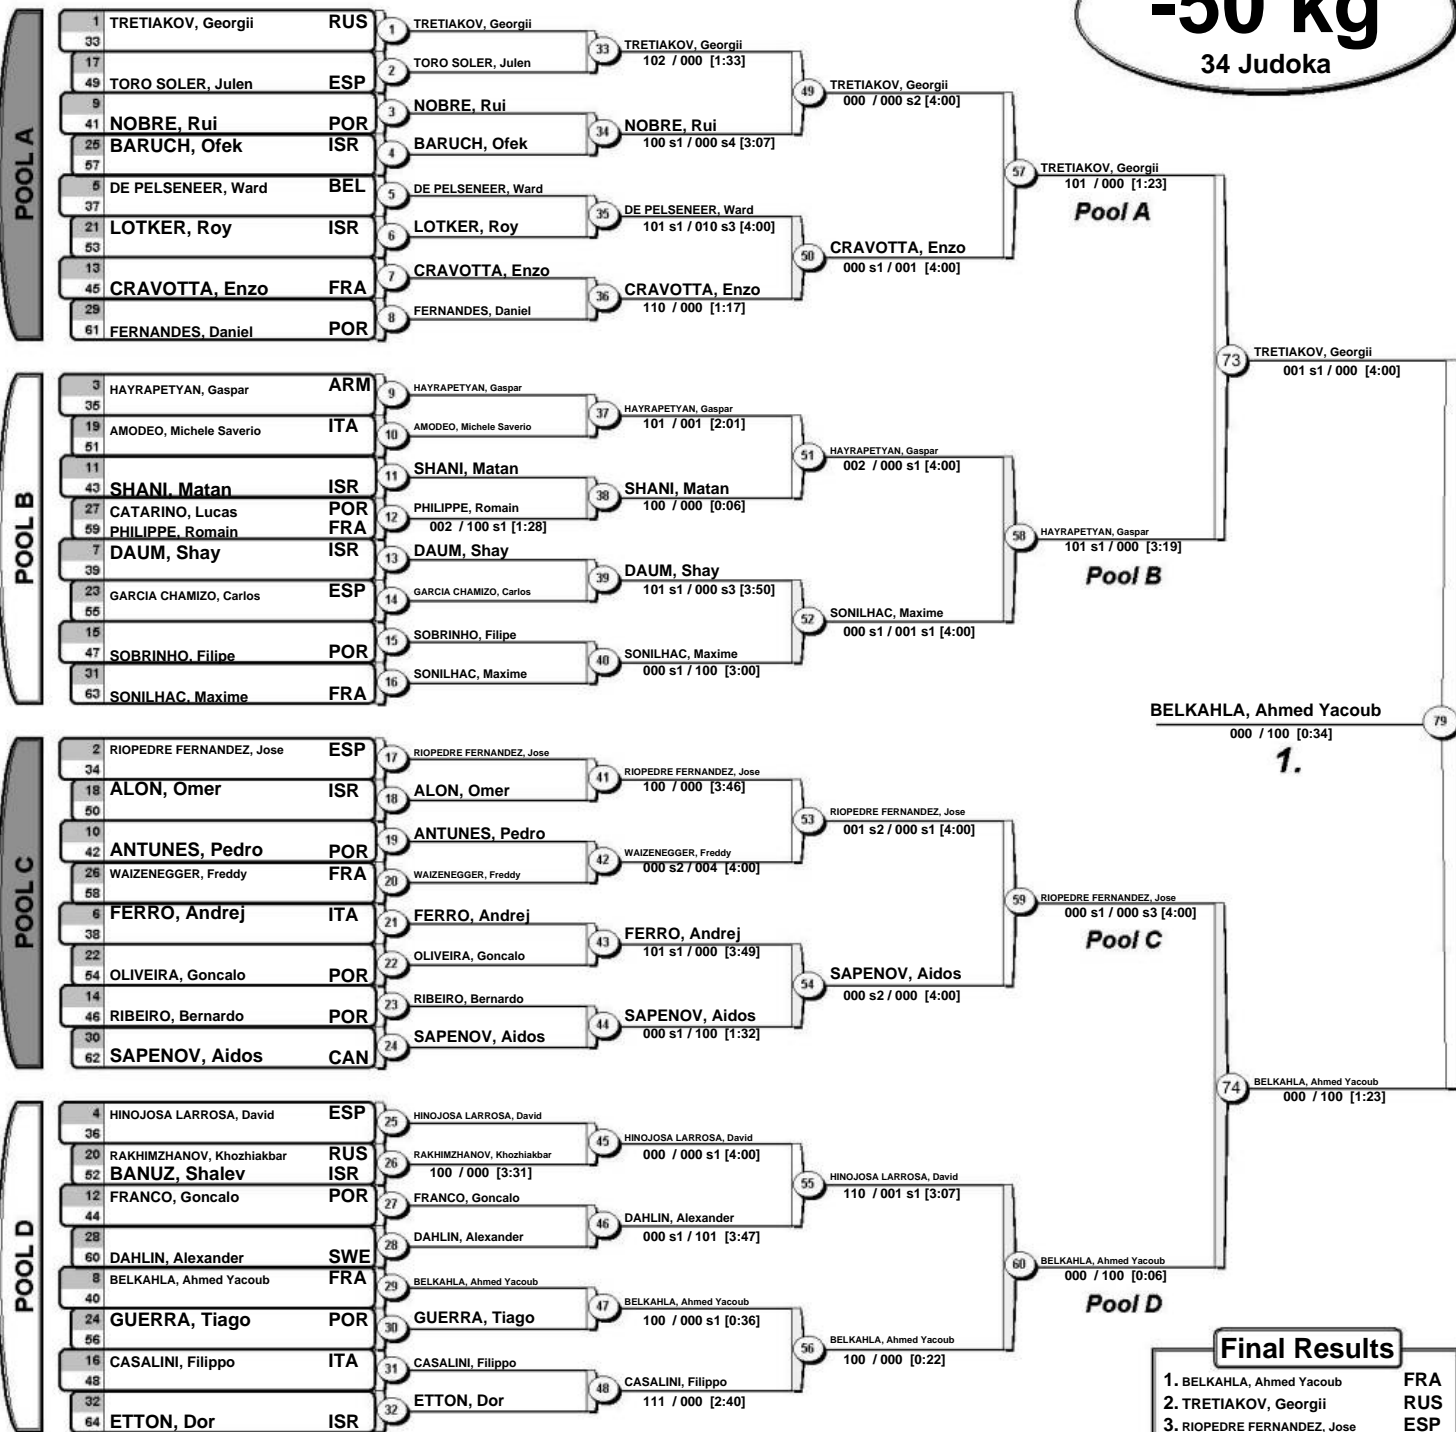 -50 kg
34 Judoka
POOL A
1 TRETIAKOV, Georgii RUS
33
17
49 TORO SOLER, Julen ESP
9
41 NOBRE, Rui POR
25 BARUCH, Ofek ISR
57
5 DE PELSENEER, Ward BEL
37
21 LOTKER, Roy ISR
53
13
45 CRAVOTTA, Enzo FRA
29
61 FERNANDES, Daniel POR
1 TRETIAKOV, Georgii
2 TORO SOLER, Julen
3 NOBRE, Rui
4 BARUCH, Ofek
5 DE PELSENEER, Ward
6 LOTKER, Roy
7 CRAVOTTA, Enzo
8 FERNANDES, Daniel
33 TRETIAKOV, Georgii
102 / 000 [1:33]
34 NOBRE, Rui
100 s1 / 000 s4 [3:07]
35 DE PELSENEER, Ward
101 s1 / 010 s3 [4:00]
36 CRAVOTTA, Enzo
110 / 000 [1:17]
49 TRETIAKOV, Georgii
000 / 000 s2 [4:00]
50 CRAVOTTA, Enzo
000 s1 / 001 [4:00]
57 TRETIAKOV, Georgii
101 / 000 [1:23]
Pool A
POOL B
3 HAYRAPETYAN, Gaspar ARM
35
19 AMODEO, Michele Saverio ITA
51
11
43 SHANI, Matan ISR
27 CATARINO, Lucas POR
59 PHILIPPE, Romain FRA
7 DAUM, Shay ISR
39
23 GARCIA CHAMIZO, Carlos ESP
55
15
47 SOBRINHO, Filipe POR
31
63 SONILHAC, Maxime FRA
9 HAYRAPETYAN, Gaspar
10 AMODEO, Michele Saverio
11 SHANI, Matan
12 PHILIPPE, Romain
002 / 100 s1 [1:28]
13 DAUM, Shay
14 GARCIA CHAMIZO, Carlos
15 SOBRINHO, Filipe
16 SONILHAC, Maxime
37 HAYRAPETYAN, Gaspar
101 / 001 [2:01]
38 SHANI, Matan
100 / 000 [0:06]
39 DAUM, Shay
101 s1 / 000 s3 [3:50]
40 SONILHAC, Maxime
000 s1 / 100 [3:00]
51 HAYRAPETYAN, Gaspar
002 / 000 s1 [4:00]
52 SONILHAC, Maxime
000 s1 / 001 s1 [4:00]
58 HAYRAPETYAN, Gaspar
101 s1 / 000 [3:19]
Pool B
73 TRETIAKOV, Georgii
001 s1 / 000 [4:00]
BELKAHLA, Ahmed Yacoub 79
000 / 100 [0:34]
1.
POOL C
2 RIOPEDRE FERNANDEZ, Jose ESP
34
18 ALON, Omer ISR
50
10
42 ANTUNES, Pedro POR
26 WAIZENEGGER, Freddy FRA
58
6 FERRO, Andrej ITA
38
22
54 OLIVEIRA, Goncalo POR
14
46 RIBEIRO, Bernardo POR
30
62 SAPENOV, Aidos CAN
17 RIOPEDRE FERNANDEZ, Jose
18 ALON, Omer
19 ANTUNES, Pedro
20 WAIZENEGGER, Freddy
21 FERRO, Andrej
22 OLIVEIRA, Goncalo
23 RIBEIRO, Bernardo
24 SAPENOV, Aidos
41 RIOPEDRE FERNANDEZ, Jose
100 / 000 [3:46]
42 WAIZENEGGER, Freddy
000 s2 / 004 [4:00]
43 FERRO, Andrej
101 s1 / 000 [3:49]
44 SAPENOV, Aidos
000 s1 / 100 [1:32]
53 RIOPEDRE FERNANDEZ, Jose
001 s2 / 000 s1 [4:00]
54 SAPENOV, Aidos
000 s2 / 000 [4:00]
59 RIOPEDRE FERNANDEZ, Jose
000 s1 / 000 s3 [4:00]
Pool C
POOL D
4 HINOJOSA LARROSA, David ESP
36
20 RAKHIMZHANOV, Khozhiakbar RUS
52 BANUZ, Shalev ISR
12 FRANCO, Goncalo POR
44
28
60 DAHLIN, Alexander SWE
8 BELKAHLA, Ahmed Yacoub FRA
40
24 GUERRA, Tiago POR
56
16 CASALINI, Filippo ITA
48
32
64 ETTON, Dor ISR
25 HINOJOSA LARROSA, David
26 RAKHIMZHANOV, Khozhiakbar
100 / 000 [3:31]
27 FRANCO, Goncalo
28 DAHLIN, Alexander
29 BELKAHLA, Ahmed Yacoub
30 GUERRA, Tiago
31 CASALINI, Filippo
32 ETTON, Dor
45 HINOJOSA LARROSA, David
000 / 000 s1 [4:00]
46 DAHLIN, Alexander
000 s1 / 101 [3:47]
47 BELKAHLA, Ahmed Yacoub
100 / 000 s1 [0:36]
48 CASALINI, Filippo
111 / 000 [2:40]
55 HINOJOSA LARROSA, David
110 / 001 s1 [3:07]
56 BELKAHLA, Ahmed Yacoub
100 / 000 [0:22]
60 BELKAHLA, Ahmed Yacoub
000 / 100 [0:06]
Pool D
74 BELKAHLA, Ahmed Yacoub
000 / 100 [1:23]
Final Results
1. BELKAHLA, Ahmed Yacoub FRA
2. TRETIAKOV, Georgii RUS
3. RIOPEDRE FERNANDEZ, Jose ESP